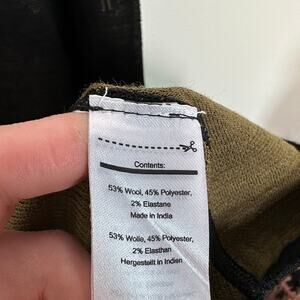 Contents:
53% Wool, 45% Polyester,
2% Elastane
Made in India
53% Wolle, 45% Polyester,
2% Elasthan
Hergestellt in Indien